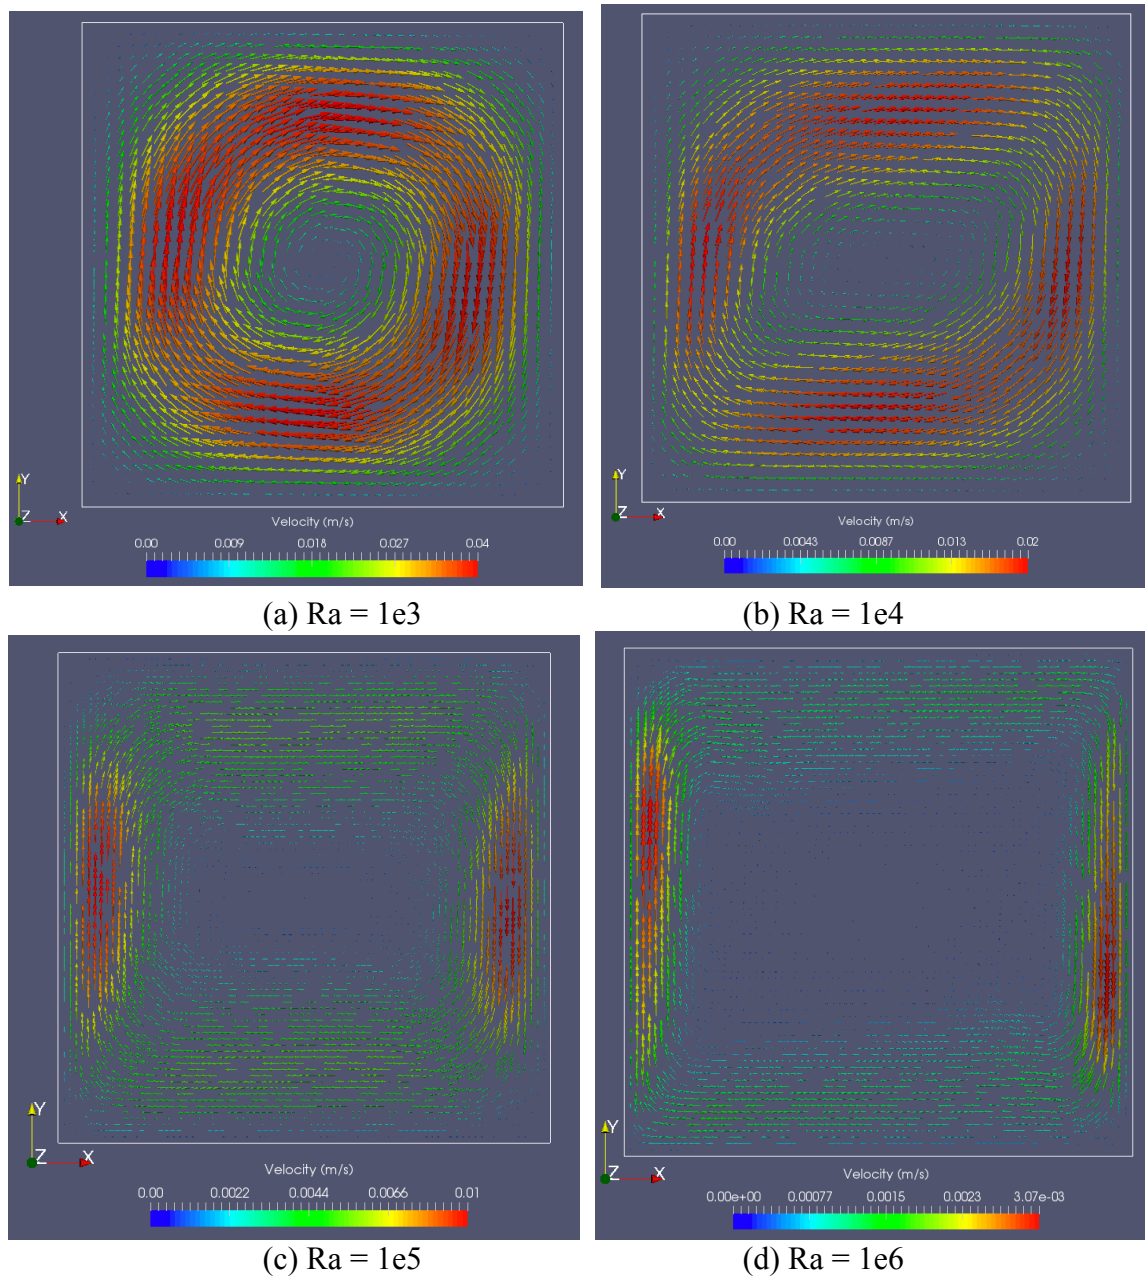 Y
Z X
Velocity (m/s)
0.00 0.009 0.018 0.027 0.04
(a) Ra = 1e3
Y
Z X
Velocity (m/s)
0.00 0.0043 0.0087 0.013 0.02
(b) Ra = 1e4
Y
Z X
Velocity (m/s)
0.00 0.0022 0.0044 0.0066 0.01
(c) Ra = 1e5
Y
Z X
Velocity (m/s)
0.00e+00 0.00077 0.0015 0.0023 3.07e-03
(d) Ra = 1e6